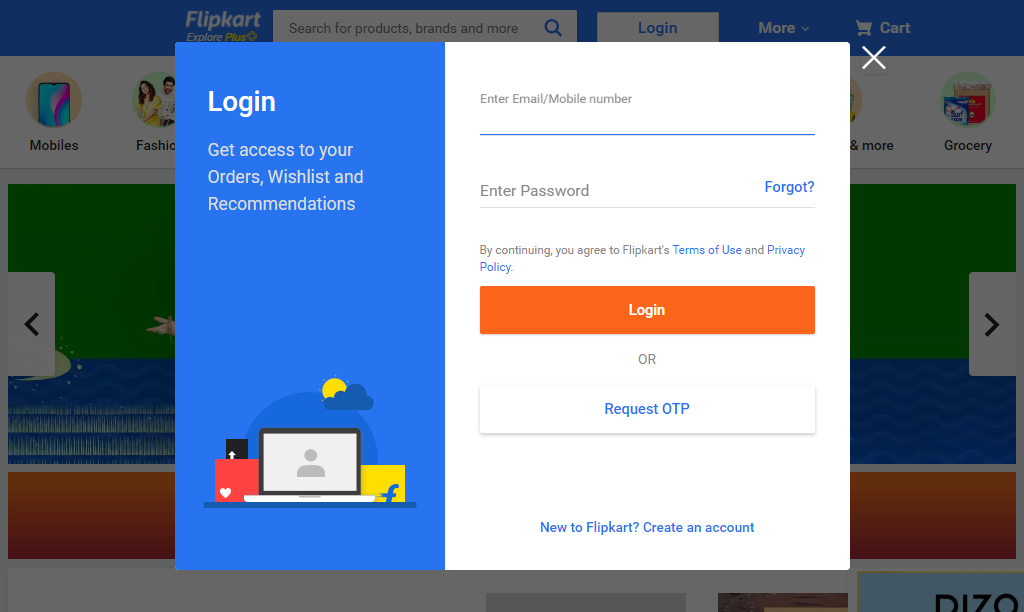 Flipkart
Explore Plus
Search for products, brands and more
Login
More
Cart
Mobiles
Fashio
& more
Grocery
Login
Get access to your
Orders, Wishlist and
Recommendations
Enter Email/Mobile number
Enter Password
Forgot?
By continuing, you agree to Flipkart's Terms of Use and Privacy
Policy.
Login
OR
Request OTP
New to Flipkart? Create an account
DIZO